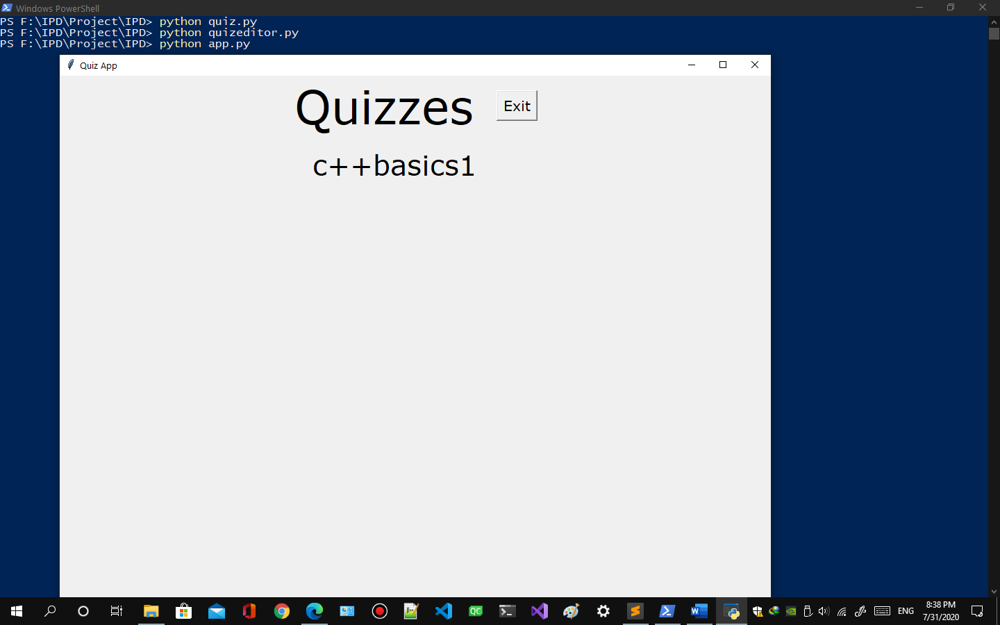 Windows PowerShell
PS F:\IPD\Project\IPD> python quiz.py
PS F:\IPD\Project\IPD> python quizeditor.py
PS F:\IPD\Project\IPD> python app.py
Quiz App
Quizzes
Exit
c++basics1
QC
ENG
8:38 PM
7/31/2020